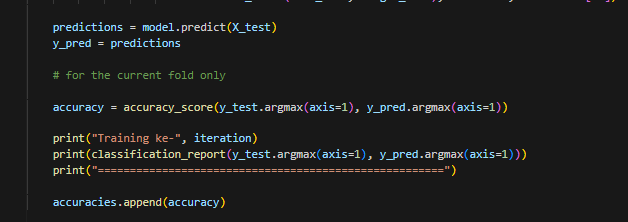 predictions = model.predict(X_test)
y_pred = predictions
# for the current fold only
accuracy = accuracy_score(y_test.argmax(axis=1), y_pred.argmax(axis=1))
print("Training ke-", iteration)
print(classification_report(y_test.argmax(axis=1), y_pred.argmax(axis=1)))
print("======================================================")
accuracies.append(accuracy)